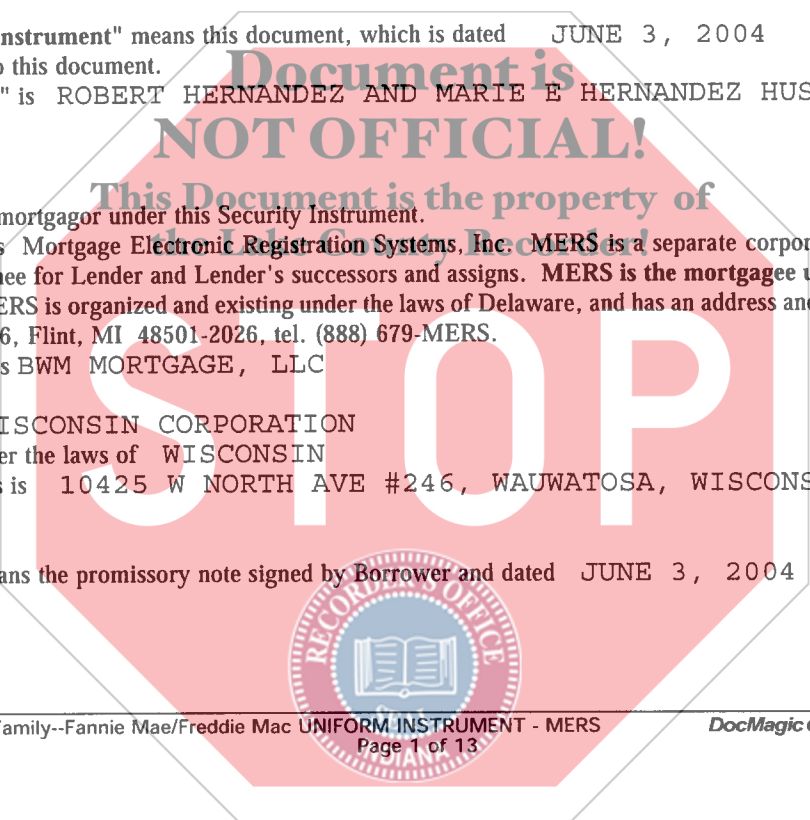 nstrument" means this document, which is dated JUNE 3, 2004
o this document.
Document is
" is ROBERT HERNANDEZ AND MARIE E HERNANDEZ HUS
NOT OFFICIAL!
This Document is the property of
mortgagor under this Security Instrument.
the Lake County Recorder!
s Mortgage Electronic Registration Systems, Inc. MERS is a separate corpor
nee for Lender and Lender's successors and assigns. MERS is the mortgagee u
ERS is organized and existing under the laws of Delaware, and has an address and
6, Flint, MI 48501-2026, tel. (888) 679-MERS.
s BWM MORTGAGE, LLC
STOP
ISCONSIN CORPORATION
er the laws of WISCONSIN
s is 10425 W NORTH AVE #246, WAUWATOSA, WISCONS
ans the promissory note signed by Borrower and dated JUNE 3, 2004
RECORDER'S OFFICE
SEAL
INDIANA
Family--Fannie Mae/Freddie Mac UNIFORM INSTRUMENT - MERS DocMagic
Page 1 of 13